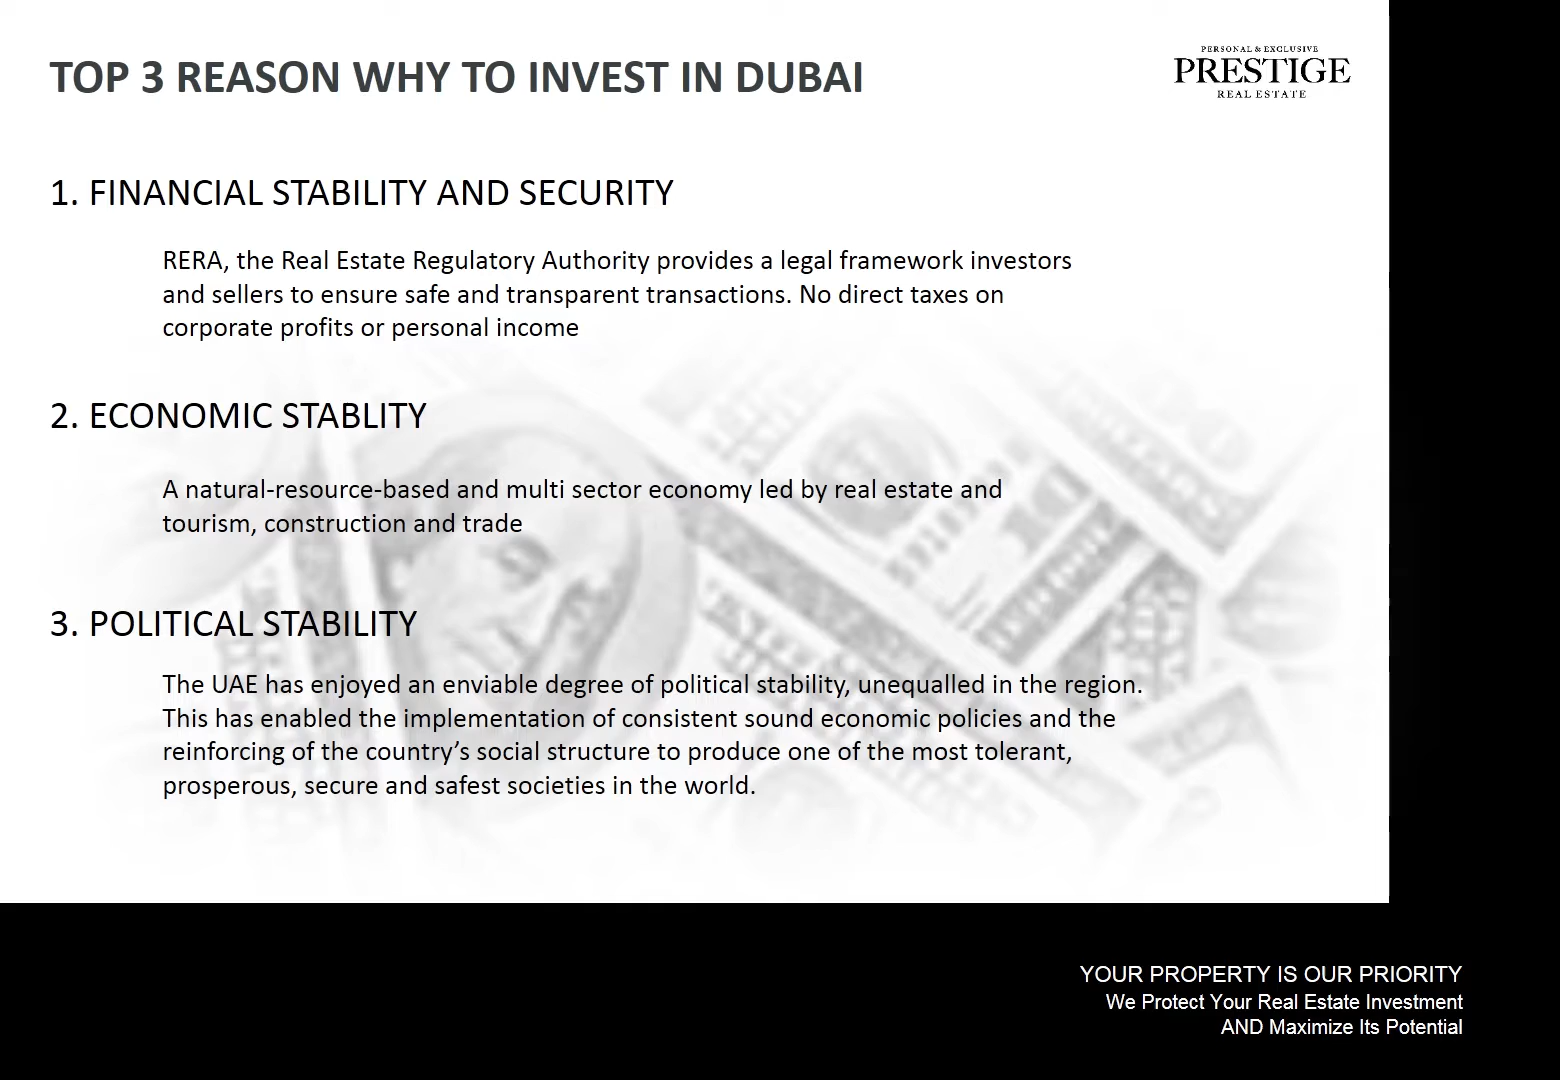 TOP 3 REASON WHY TO INVEST IN DUBAI
PERSONAL & EXCLUSIVE
PRESTIGE
REAL ESTATE
1. FINANCIAL STABILITY AND SECURITY
RERA, the Real Estate Regulatory Authority provides a legal framework investors
and sellers to ensure safe and transparent transactions. No direct taxes on
corporate profits or personal income
2. ECONOMIC STABLITY
A natural-resource-based and multi sector economy led by real estate and
tourism, construction and trade
3. POLITICAL STABILITY
The UAE has enjoyed an enviable degree of political stability, unequalled in the region.
This has enabled the implementation of consistent sound economic policies and the
reinforcing of the country’s social structure to produce one of the most tolerant,
prosperous, secure and safest societies in the world.
YOUR PROPERTY IS OUR PRIORITY
We Protect Your Real Estate Investment
AND Maximize Its Potential